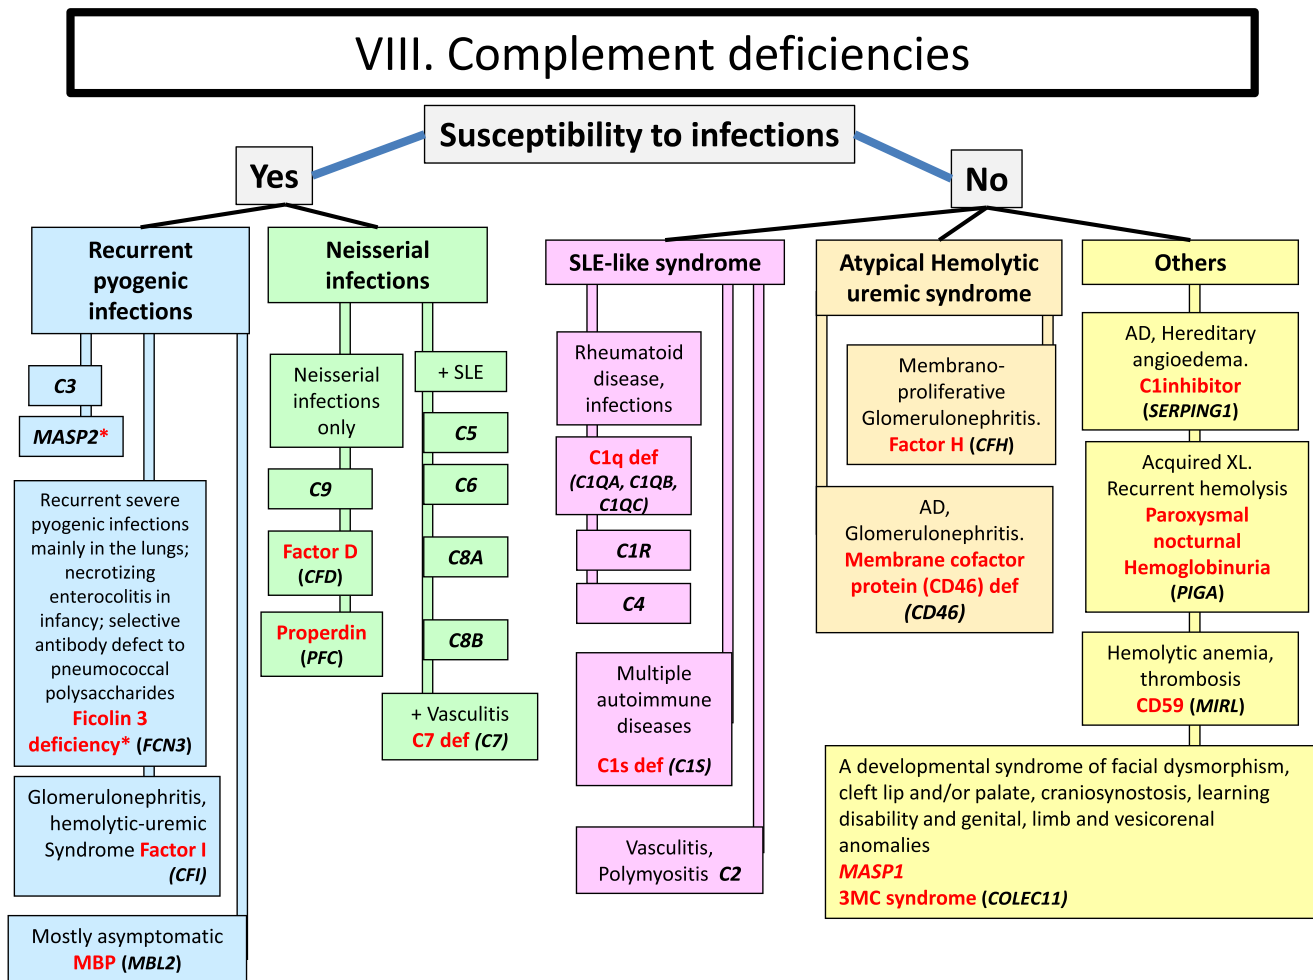 VIII. Complement deficiencies
Susceptibility to infections
Yes
No
Recurrent
pyogenic
infections
C3
MASP2*
Recurrent severe
pyogenic infections
mainly in the lungs;
necrotizing
enterocolitis in
infancy; selective
antibody defect to
pneumococcal
polysaccharides
Ficolin 3
deficiency* (FCN3)
Glomerulonephritis,
hemolytic-uremic
Syndrome Factor I
(CFI)
Mostly asymptomatic
MBP (MBL2)
Neisserial
infections
Neisserial
infections
only
C9
Factor D
(CFD)
Properdin
(PFC)
+ SLE
C5
C6
C8A
C8B
+ Vasculitis
C7 def (C7)
SLE-like syndrome
Rheumatoid
disease,
infections
C1q def
(C1QA, C1QB,
C1QC)
C1R
C4
Multiple
autoimmune
diseases
C1s def (C1S)
Vasculitis,
Polymyositis C2
Atypical Hemolytic
uremic syndrome
Membrano-
proliferative
Glomerulonephritis.
Factor H (CFH)
AD,
Glomerulonephritis.
Membrane cofactor
protein (CD46) def
(CD46)
Others
AD, Hereditary
angioedema.
C1inhibitor
(SERPING1)
Acquired XL.
Recurrent hemolysis
Paroxysmal
nocturnal
Hemoglobinuria
(PIGA)
Hemolytic anemia,
thrombosis
CD59 (MIRL)
A developmental syndrome of facial dysmorphism,
cleft lip and/or palate, craniosynostosis, learning
disability and genital, limb and vesicorenal
anomalies
MASP1
3MC syndrome (COLEC11)